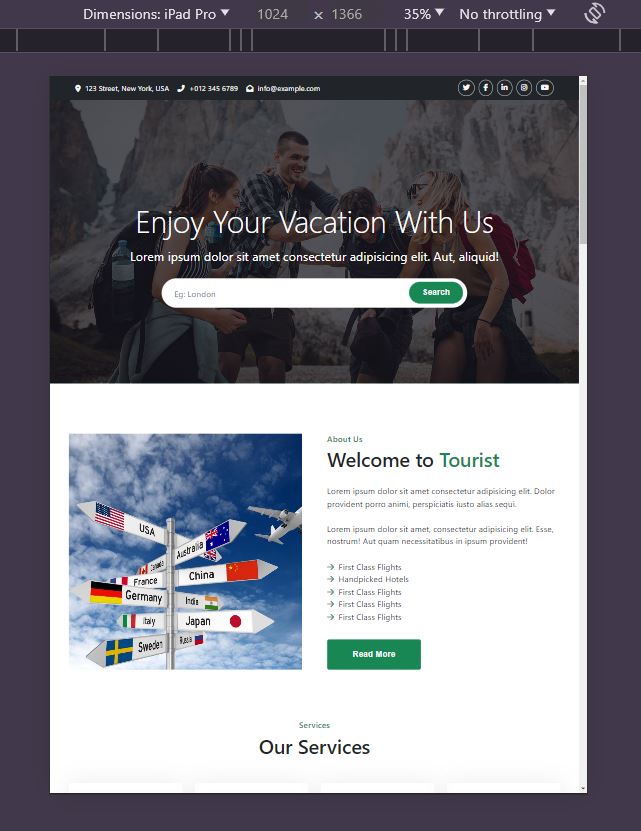 Dimensions: iPad Pro ▼ 1024 × 1366 35% ▼ No throttling ▼
123 Street, New York, USA +012 345 6789 info@example.com
Enjoy Your Vacation With Us
Lorem ipsum dolor sit amet consectetur adipisicing elit. Aut, aliquid!
Eg: London Search
USA
Australia
Canada
France
China
Germany
India
italy
Japan
Sweden
Russia
About Us
Welcome to Tourist
Lorem ipsum dolor sit amet consectetur adipisicing elit. Dolor
provident porro animi, perspiciatis iusto alias sequi.
Lorem ipsum dolor sit amet, consectetur adipisicing elit. Esse,
nostrum! Aut quam necessitatibus in ipsum provident!
First Class Flights
Handpicked Hotels
First Class Flights
First Class Flights
First Class Flights
Read More
Services
Our Services